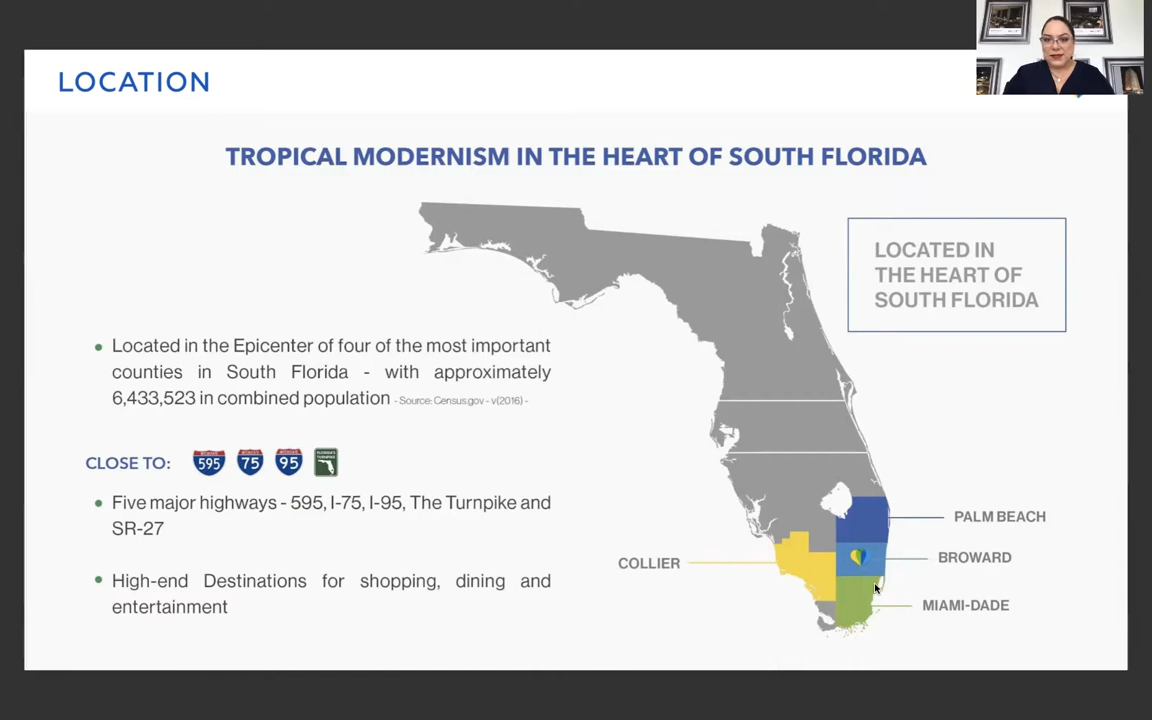 LOCATION
TROPICAL MODERNISM IN THE HEART OF SOUTH FLORIDA
LOCATED IN
THE HEART OF
SOUTH FLORIDA
Located in the Epicenter of four of the most important
counties in South Florida - with approximately
6,433,523 in combined population - Source: Census.gov - v(2016) -
CLOSE TO: 595 75 95
Five major highways - 595, I-75, I-95, The Turnpike and
SR-27
High-end Destinations for shopping, dining and
entertainment
PALM BEACH
BROWARD
COLLIER
MIAMI-DADE